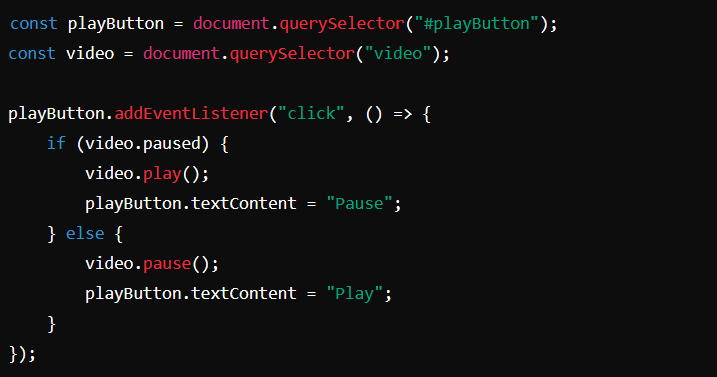 const playButton = document.querySelector("#playButton");
const video = document.querySelector("video");

playButton.addEventListener("click", () => {
    if (video.paused) {
        video.play();
        playButton.textContent = "Pause";
    } else {
        video.pause();
        playButton.textContent = "Play";
    }
});